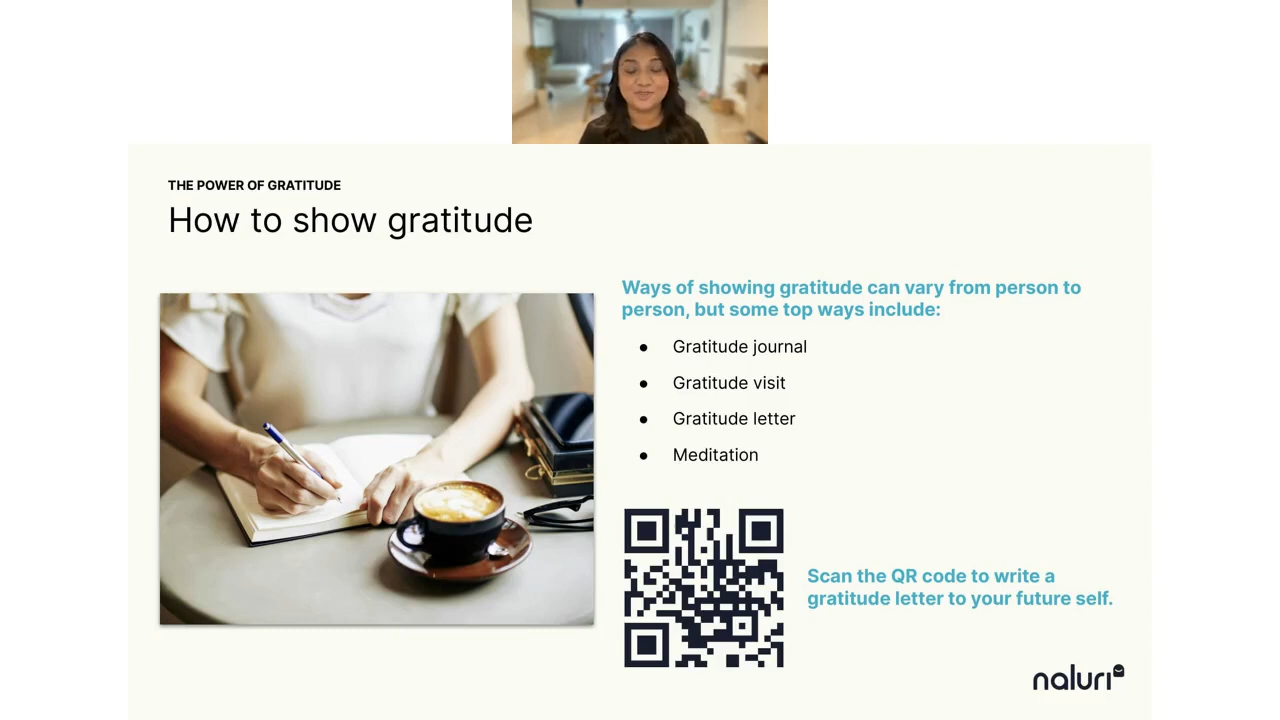 THE POWER OF GRATITUDE
How to show gratitude
Ways of showing gratitude can vary from person to
person, but some top ways include:
● Gratitude journal
● Gratitude visit
● Gratitude letter
● Meditation
Scan the QR code to write a
gratitude letter to your future self.
naluri